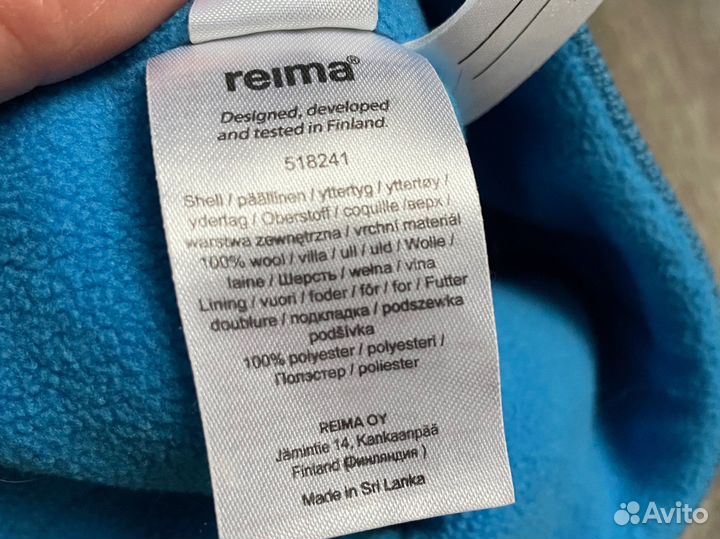 reima®
Designed, developed
and tested in Finland.
518241
Shell / päällinen / yttertyg / yttertøy /
ydertag / Oberstoff / coquille / верх /
warstwa zewnętrzna / vrchní materiál
100% wool / villa / ull / uld / Wolle /
laine / Шерсть / wełna / vlna
Lining / vuori / foder / fôr / for / Futter
doublure / подкладка / podszewka
podšívka
100% polyester / polyesteri /
Полэстер / poliester
REIMA OY
Jämintie 14, Kankaanpää
Finland (Финляндия )
Made in Sri Lanka
Avito